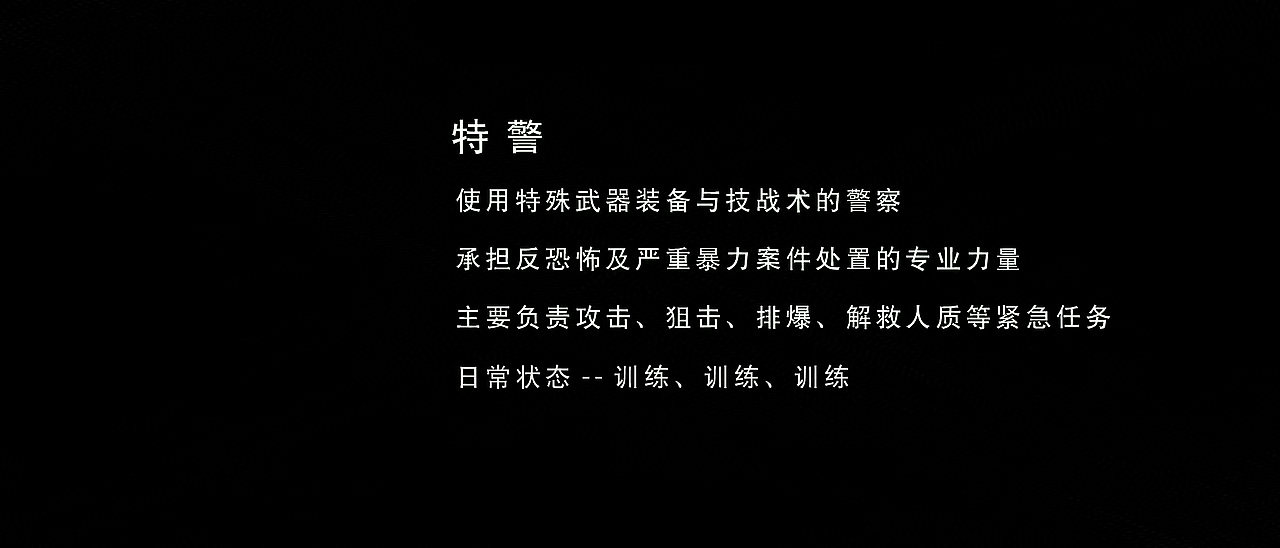 特警
使用特殊武器装备与技战术的警察
承担反恐怖及严重暴力案件处置的专业力量
主要负责攻击、狙击、排爆、解救人质等紧急任务
日常状态 -- 训练、训练、训练